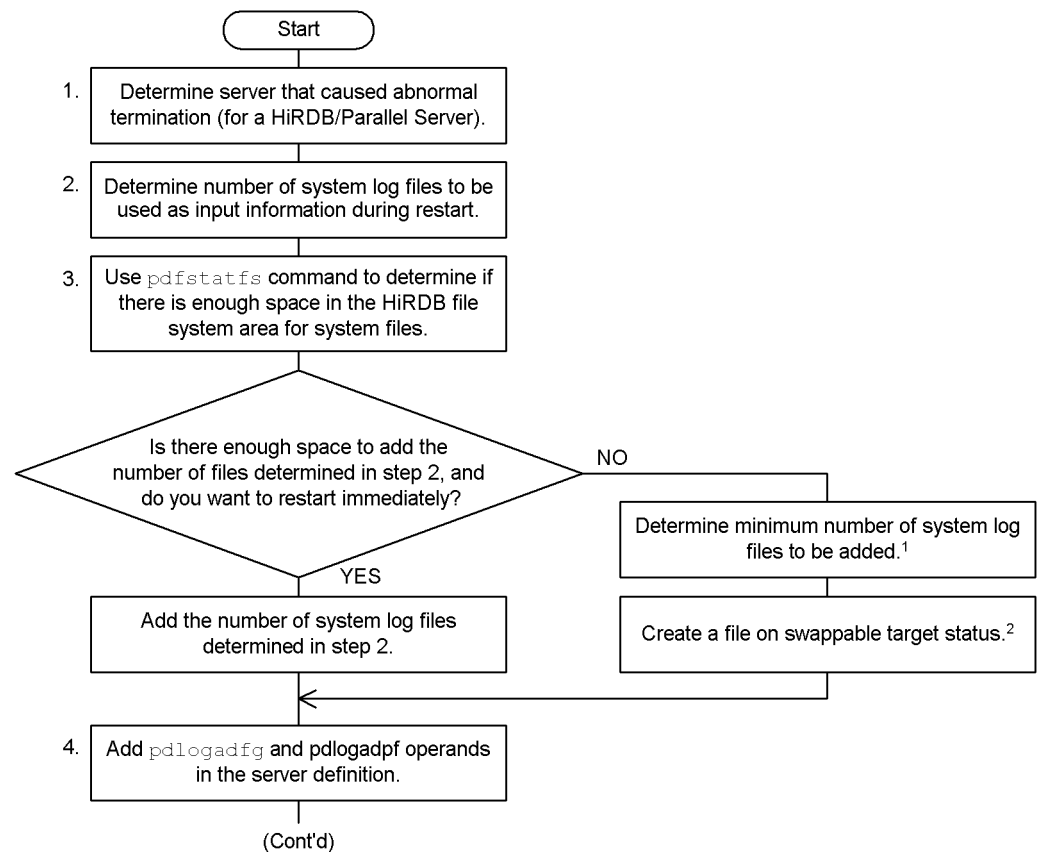 Start
1. Determine server that caused abnormal
termination (for a HiRDB/Parallel Server).
2. Determine number of system log files to be
used as input information during restart.
3. Use pdfstatfs command to determine if
there is enough space in the HiRDB file
system area for system files.
Is there enough space to add the
number of files determined in step 2, and
do you want to restart immediately?
NO
Determine minimum number of system log
files to be added.1
Create a file on swappable target status.2
YES
Add the number of system log files
determined in step 2.
4. Add pdlogadfg and pdlogadpf operands
in the server definition.
(Cont'd)